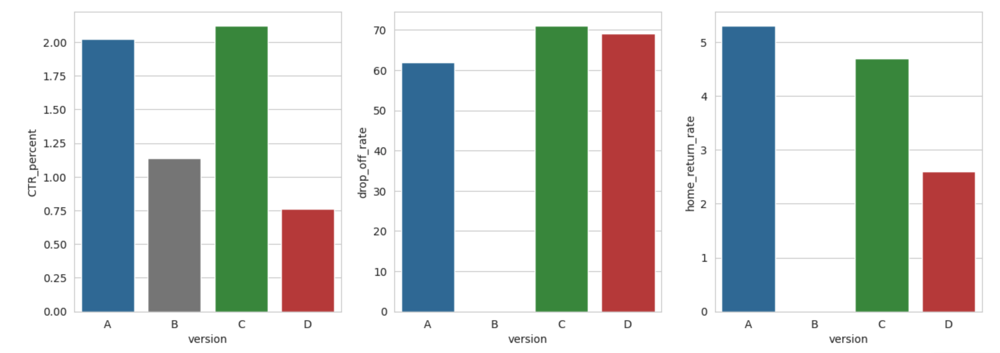 CTR_percent
2.00
1.75
1.50
1.25
1.00
0.75
0.50
0.25
0.00
A B C D
version
drop_off_rate
70
60
50
40
30
20
10
0
A B C D
version
home_return_rate
5
4
3
2
1
0
A B C D
version